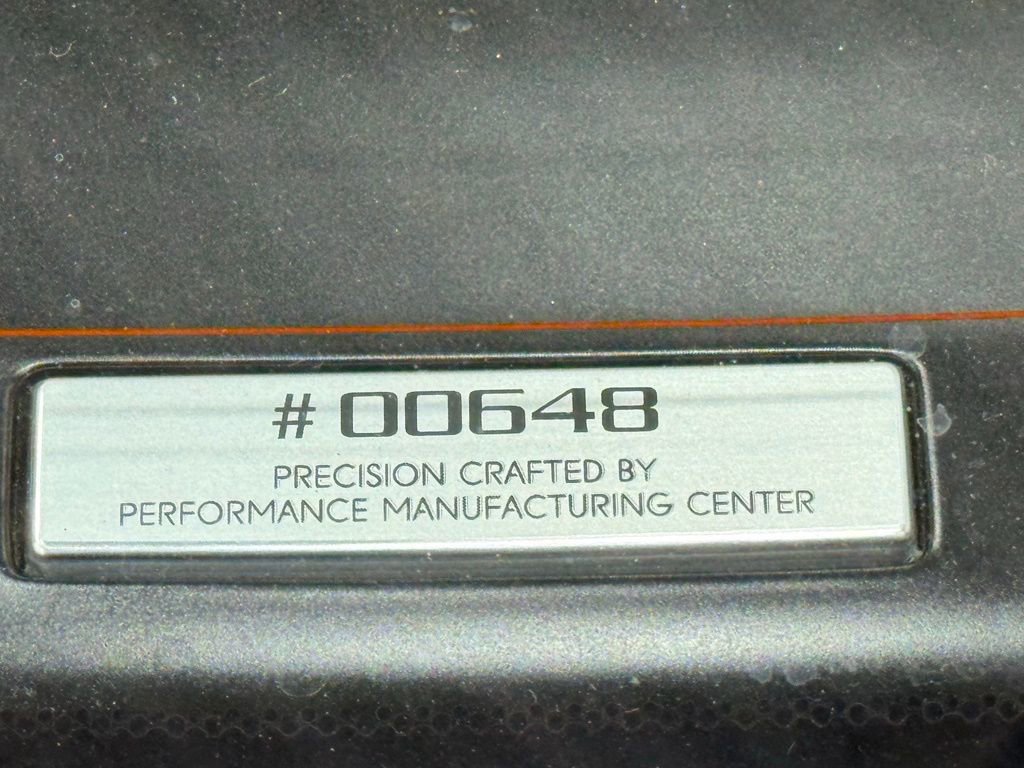 #00648
PRECISION CRAFTED BY
PERFORMANCE MANUFACTURING CENTER